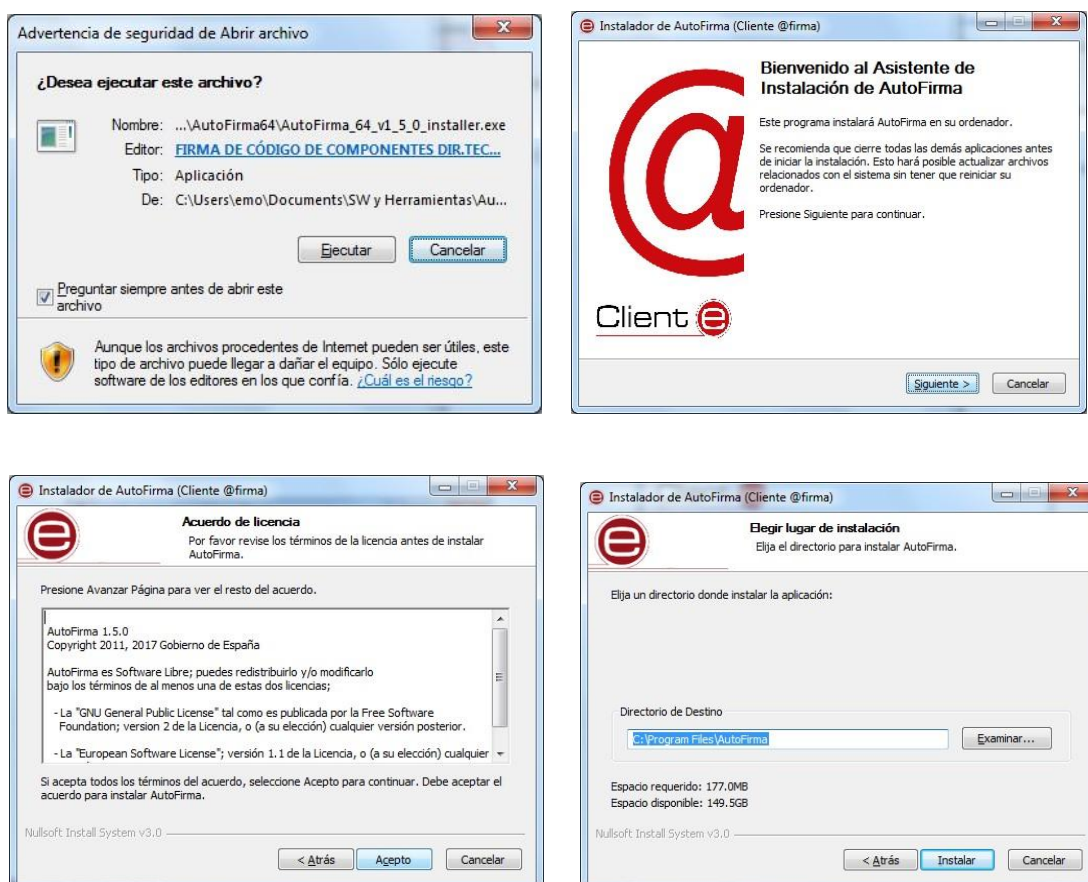 Advertencia de seguridad de Abrir archivo
¿Desea ejecutar este archivo?
Nombre: ...\AutoFirma64\AutoFirma_64_v1_5_0_installer.exe
Editor: FIRMA DE CÓDIGO DE COMPONENTES DIR.TEC...
Tipo: Aplicación
De: C:\Users\emo\Documents\SW y Herramientas\Au...
Ejecutar Cancelar
Preguntar siempre antes de abrir este
archivo
Aunque los archivos procedentes de Internet pueden ser útiles, este
tipo de archivo puede llegar a dañar el equipo. Sólo ejecute
software de los editores en los que confía. ¿Cuál es el riesgo?
Instalador de AutoFirma (Cliente @firma)
Bienvenido al Asistente de
Instalación de AutoFirma
Este programa instalará AutoFirma en su ordenador.
Se recomienda que cierre todas las demás aplicaciones antes
de iniciar la instalación. Esto hará posible actualizar archivos
relacionados con el sistema sin tener que reiniciar su
ordenador.
Presione Siguiente para continuar.
@
Client e
Siguiente > Cancelar
Instalador de AutoFirma (Cliente @firma)
e
Acuerdo de licencia
Por favor revise los términos de la licencia antes de instalar
AutoFirma.
Presione Avanzar Página para ver el resto del acuerdo.
AutoFirma 1.5.0
Copyright 2011, 2017 Gobierno de España
AutoFirma es Software Libre; puedes redistribuirlo y/o modificarlo
bajo los términos de al menos una de estas dos licencias;
- La "GNU General Public License" tal como es publicada por la Free Software
Foundation; version 2 de la Licencia, o (a su elección) cualquier versión posterior.
- La "European Software License"; versión 1.1 de la Licencia, o (a su elección) cualquier
Si acepta todos los términos del acuerdo, seleccione Acepto para continuar. Debe aceptar el
acuerdo para instalar AutoFirma.
Nullsoft Install System v3.0
< Atrás Acepto Cancelar
Instalador de AutoFirma (Cliente @firma)
e
Elegir lugar de instalación
Elija el directorio para instalar AutoFirma.
Elija un directorio donde instalar la aplicación:
Directorio de Destino
C:\Program Files\AutoFirma
Examinar...
Espacio requerido: 177.0MB
Espacio disponible: 149.5GB
Nullsoft Install System v3.0
< Atrás Instalar Cancelar